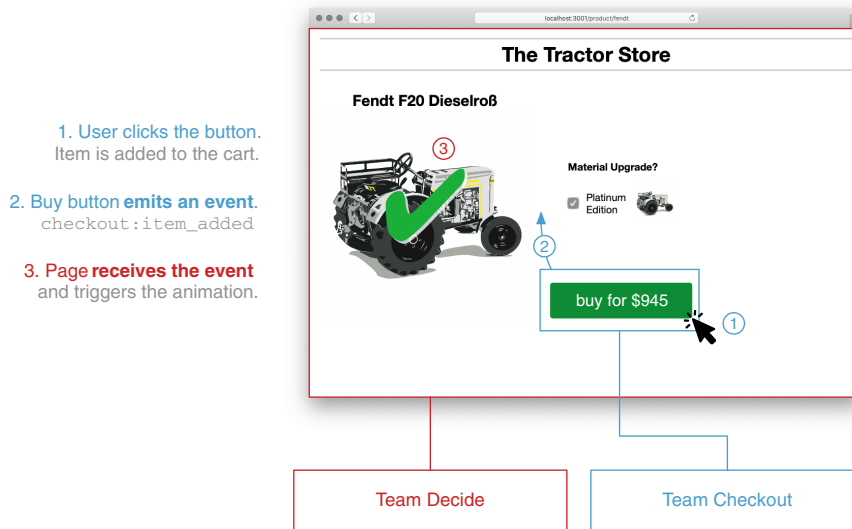 localhost:3001/product/fendt
The Tractor Store
Fendt F20 Dieselroß
1. User clicks the button.
Item is added to the cart.
2. Buy button emits an event.
checkout:item_added
3. Page receives the event
and triggers the animation.
3
Material Upgrade?
Platinum
Edition
2
buy for $945
1
Team Decide
Team Checkout